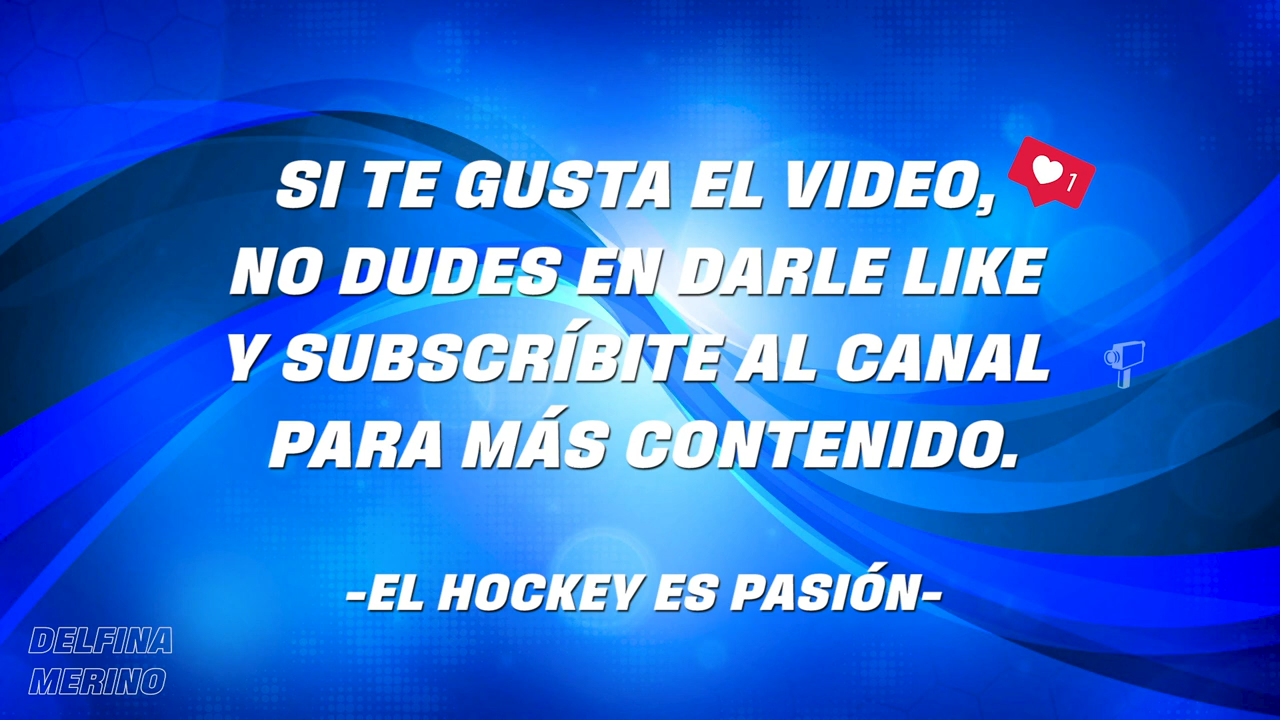 SI TE GUSTA EL VIDEO,
1
NO DUDES EN DARLE LIKE
Y SUBSCRÍBITE AL CANAL
PARA MÁS CONTENIDO.
-EL HOCKEY ES PASIÓN-
DELFINA
MERINO